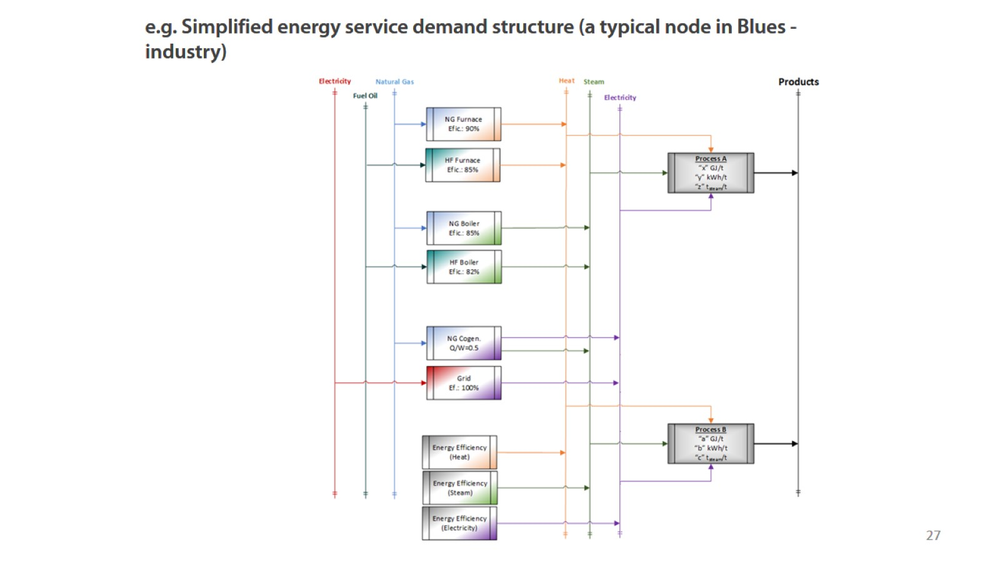 e.g. Simplified energy service demand structure (a typical node in Blues -
industry)
Electricity
Fuel Oil
Natural Gas
Heat
Steam
Electricity
Products
NG Furnace
Efic.: 90%
HF Furnace
Efic.: 85%
Process A
"x" GJ/t
"y" kWh/t
"z" tsteam/t
NG Boiler
Efic.: 85%
HF Boiler
Efic.: 82%
NG Cogen.
Q/W=0.5
Grid
Ef.: 100%
Process B
"a" GJ/t
"b" kWh/t
"c" tsteam/t
Energy Efficiency
(Heat)
Energy Efficiency
(Steam)
Energy Efficiency
(Electricity)
27